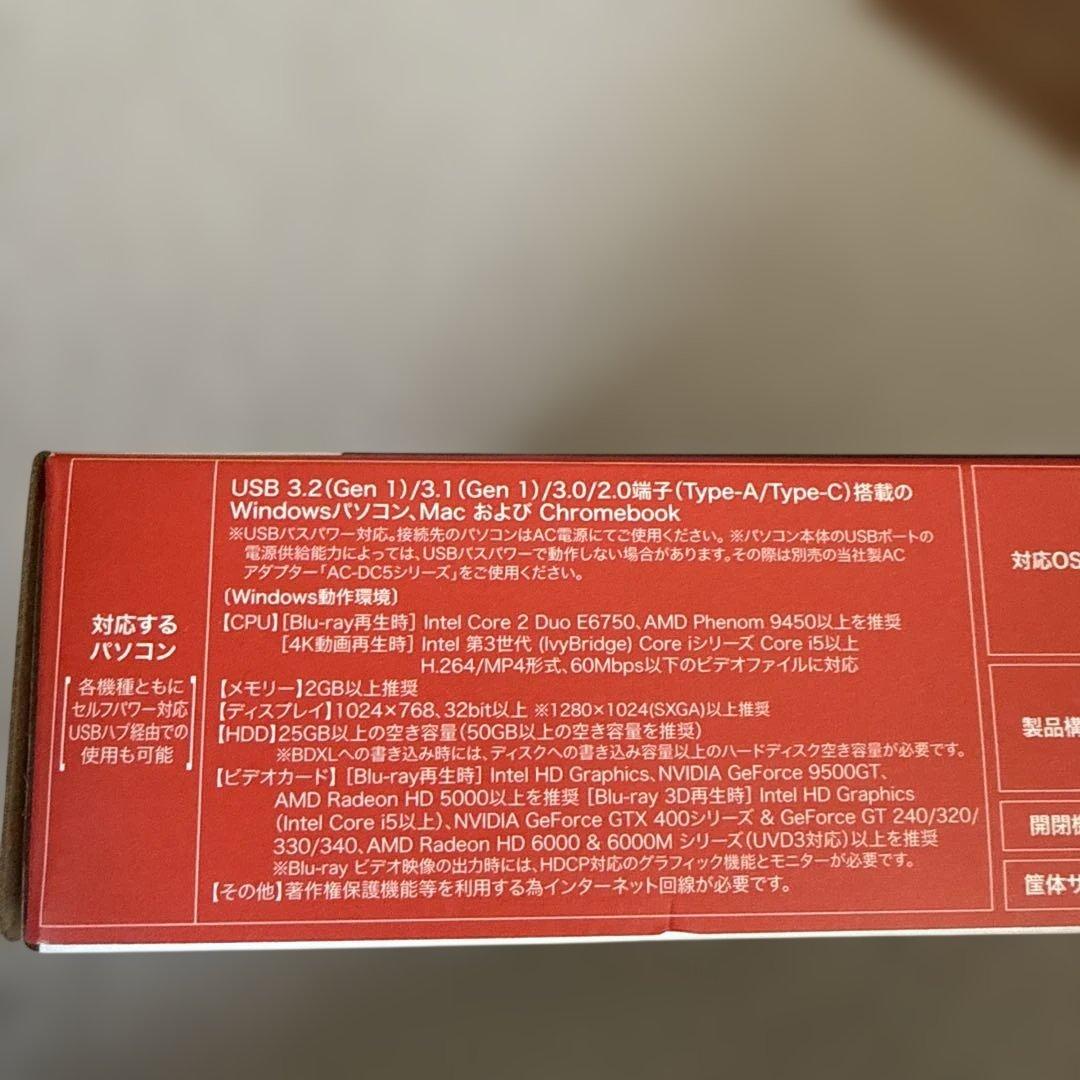 対応する
パソコン
各機種ともに
セルフパワー対応
USBハブ経由での
使用も可能
USB 3.2(Gen 1)/3.1(Gen 1)/3.0/2.0端子(Type-A/Type-C)搭載の
Windowsパソコン、Mac および Chromebook
※USBバスパワー対応。接続先のパソコンはAC電源にてご使用ください。※パソコン本体のUSBポートの
電源供給能力によっては、USBバスパワーで動作しない場合があります。その際は別売の当社製AC
アダプター「AC-DC5シリーズ」をご使用ください。
〔Windows動作環境〕
【CPU】[Blu-ray再生時] Intel Core 2 Duo E6750、AMD Phenom 9450以上を推奨
[4K動画再生時] Intel 第3世代 (IvyBridge) Core iシリーズ Core i5以上
H.264/MP4形式、60Mbps以下のビデオファイルに対応
【メモリー】2GB以上推奨
【ディスプレイ】1024×768、32bit以上 ※1280×1024(SXGA)以上推奨
【HDD】25GB以上の空き容量(50GB以上の空き容量を推奨)
※BDXLへの書き込み時には、ディスクへの書き込み容量以上のハードディスク空き容量が必要です。
【ビデオカード】[Blu-ray再生時] Intel HD Graphics、NVIDIA GeForce 9500GT、
AMD Radeon HD 5000以上を推奨 [Blu-ray 3D再生時] Intel HD Graphics
(Intel Core i5以上)、NVIDIA GeForce GTX 400シリーズ & GeForce GT 240/320/
330/340、AMD Radeon HD 6000 & 6000M シリーズ(UVD3対応)以上を推奨
※Blu-ray ビデオ映像の出力時には、HDCP対応のグラフィック機能とモニターが必要です。
【その他】著作権保護機能等を利用する為インターネット回線が必要です。
対応OS
製品構
開閉機
筐体サ